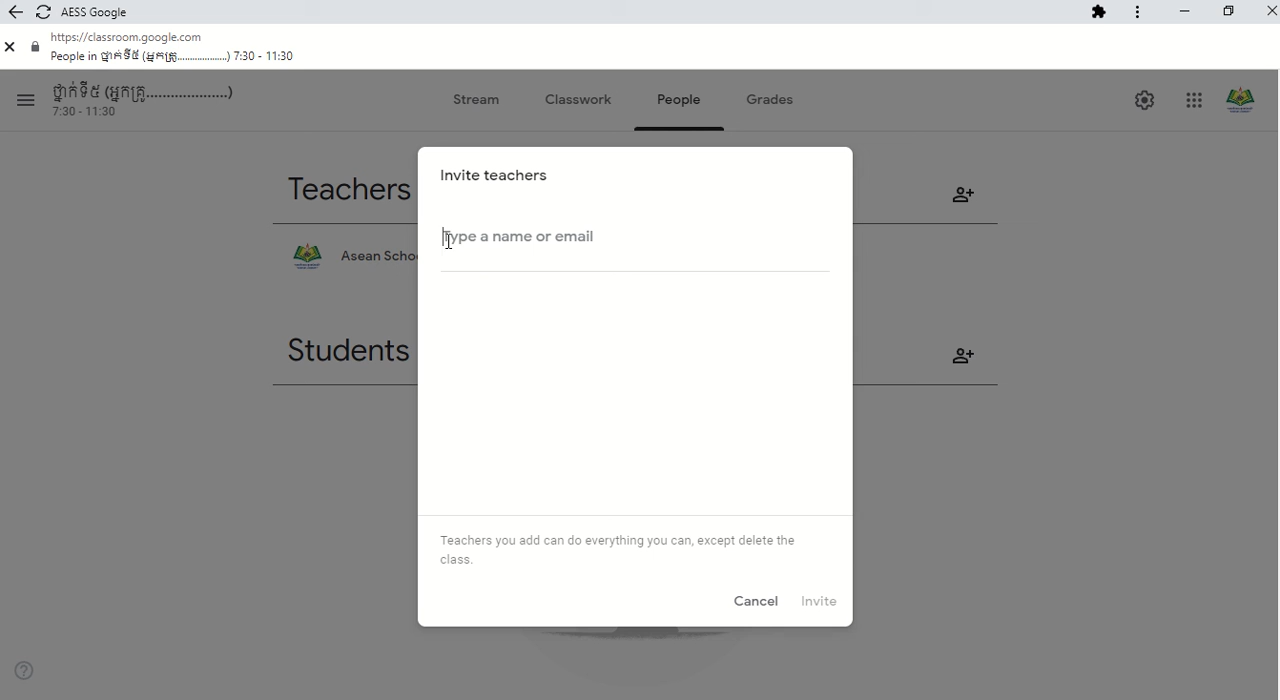 AESS Google
https://classroom.google.com
People in ថ្នាក់ទី៥ (អ្នកគ្រូ...................) 7:30 - 11:30
ថ្នាក់ទី៥ (អ្នកគ្រូ....................)
7:30 - 11:30
Stream
Classwork
People
Grades
Invite teachers
Type a name or email
Teachers
Asean Schoo
Students
Teachers you add can do everything you can, except delete the
class.
Cancel
Invite